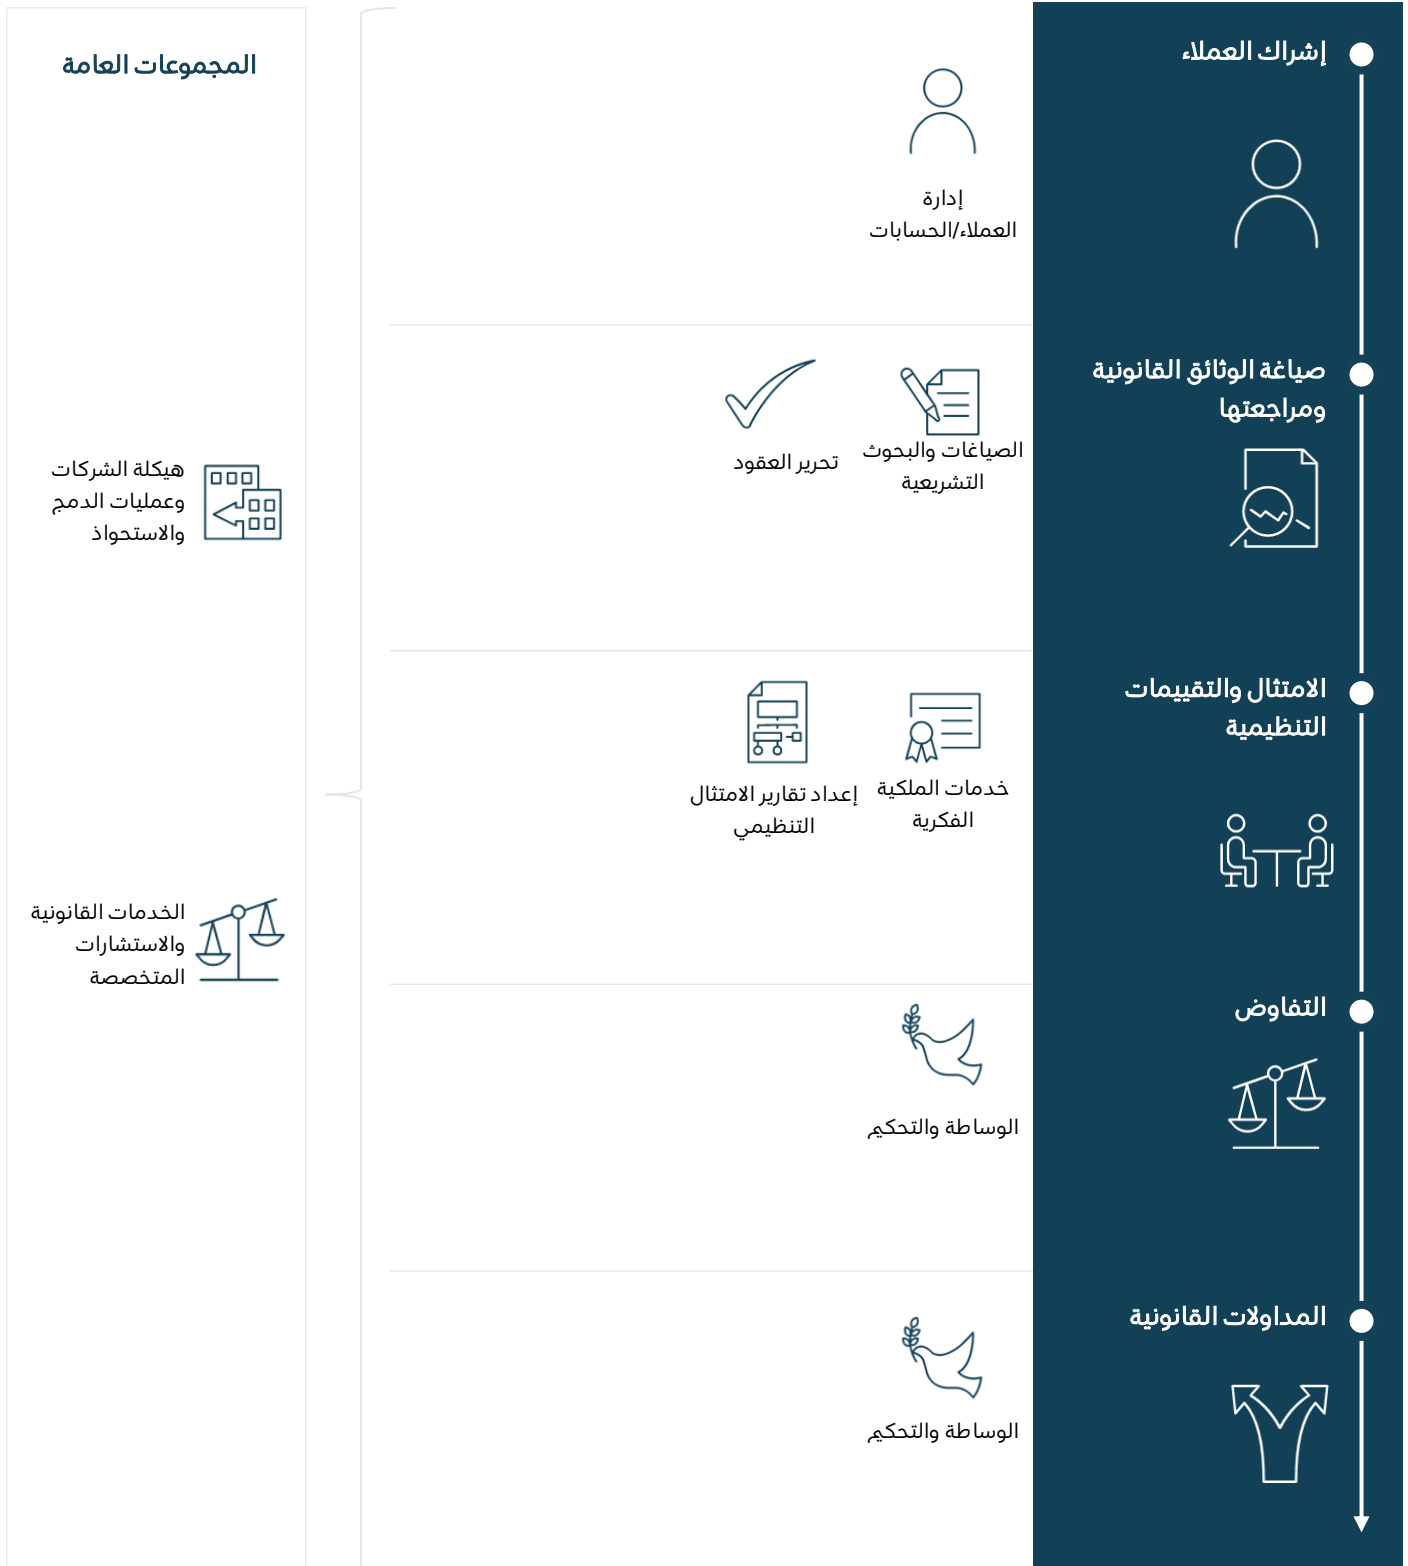 إشراك العملاء
إدارة
العملاء/الحسابات
صياغة الوثائق القانونية
ومراجعتها
الصياغات والبحوث
التشريعية
تحرير العقود
الامتثال والتقييمات
التنظيمية
خدمات الملكية
الفكرية
إعداد تقارير الامتثال
التنظيمي
التفاوض
الوساطة والتحكيم
المداولات القانونية
الوساطة والتحكيم
المجموعات العامة
هيكلة الشركات
وعمليات الدمج
والاستحواذ
الخدمات القانونية
والاستشارات
المتخصصة